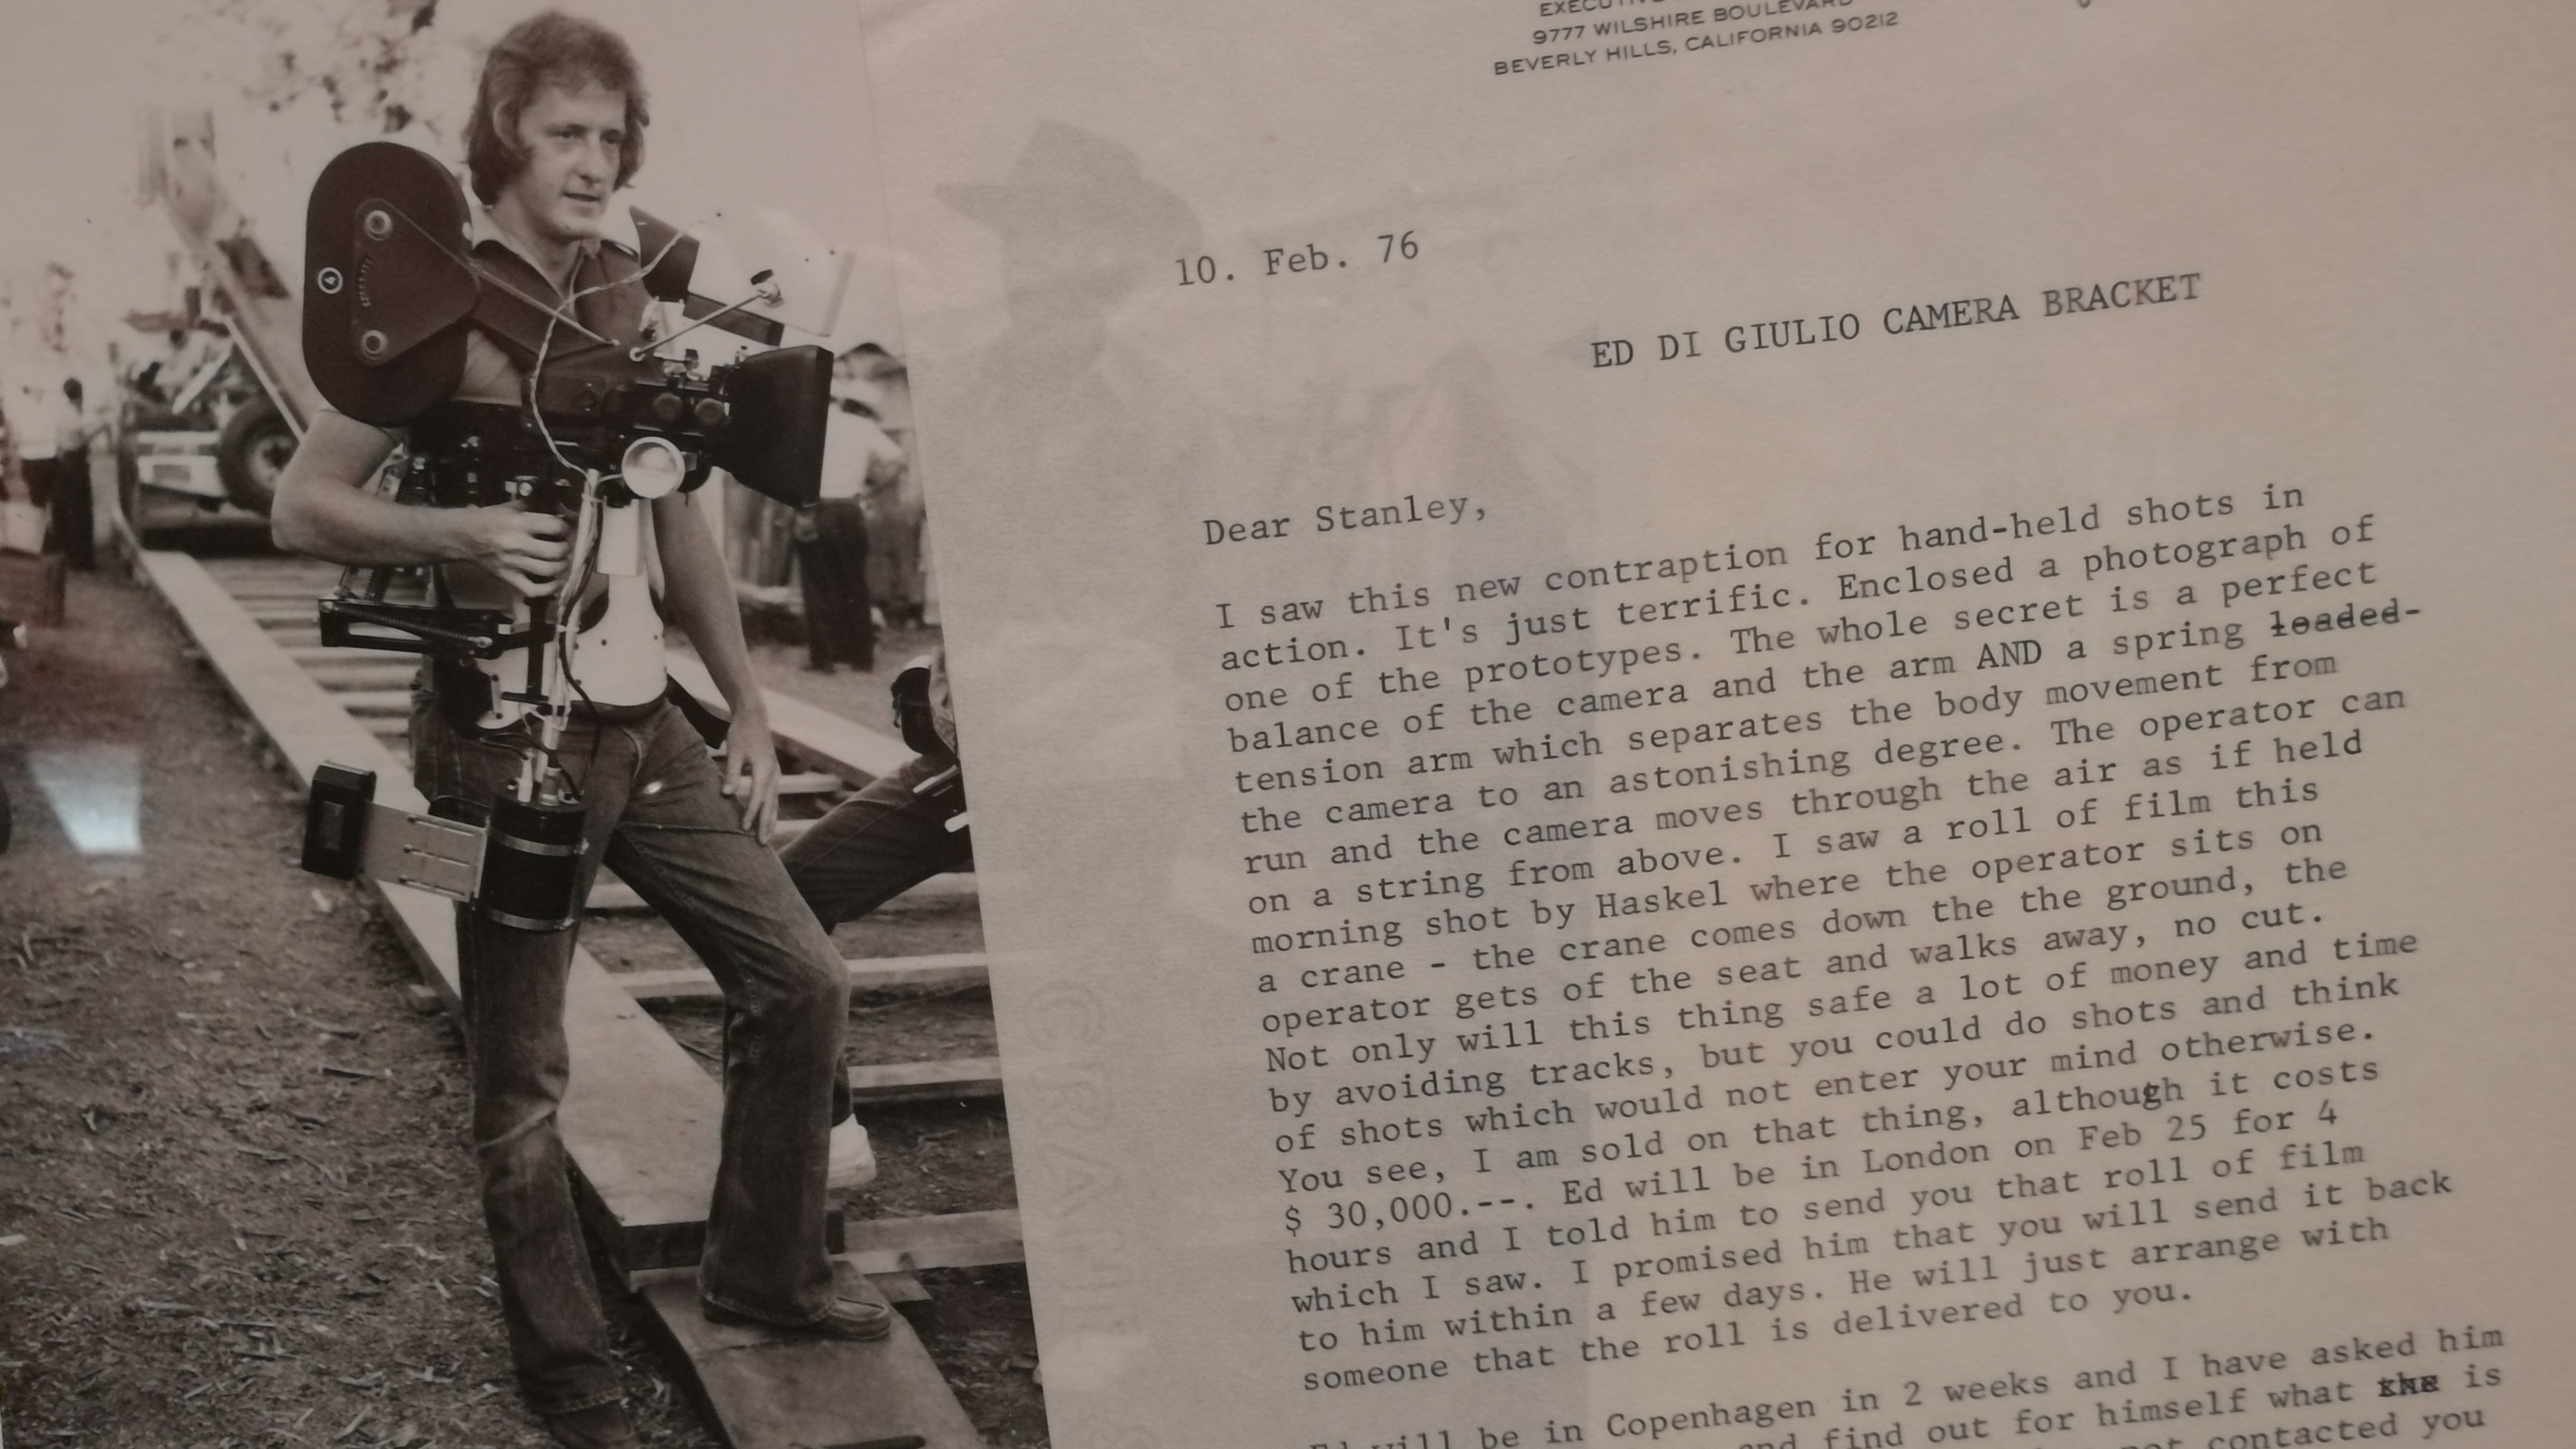 9777 WILSHIRE BOULEVARD
BEVERLY HILLS, CALIFORNIA 90212
10. Feb. 76
ED DI GIULIO CAMERA BRACKET
Dear Stanley,
I saw this new contraption for hand-held shots in
action. It's just terrific. Enclosed a photograph of
one of the prototypes. The whole secret is a perfect
balance of the camera and the arm AND a spring loaded-
tension arm which separates the body movement from
the camera to an astonishing degree. The operator can
run and the camera moves through the air as if held
on a string from above. I saw a roll of film this
morning shot by Haskel where the operator sits on
a crane - the crane comes down the the ground, the
operator gets of the seat and walks away, no cut.
Not only will this thing safe a lot of money and time
by avoiding tracks, but you could do shots and think
of shots which would not enter your mind otherwise.
You see, I am sold on that thing, although it costs
$ 30,000.--. Ed will be in London on Feb 25 for 4
hours and I told him to send you that roll of film
which I saw. I promised him that you will send it back
to him within a few days. He will just arrange with
someone that the roll is delivered to you.
Ed will be in Copenhagen in 2 weeks and I have asked him
and find out for himself what is
not contacted you